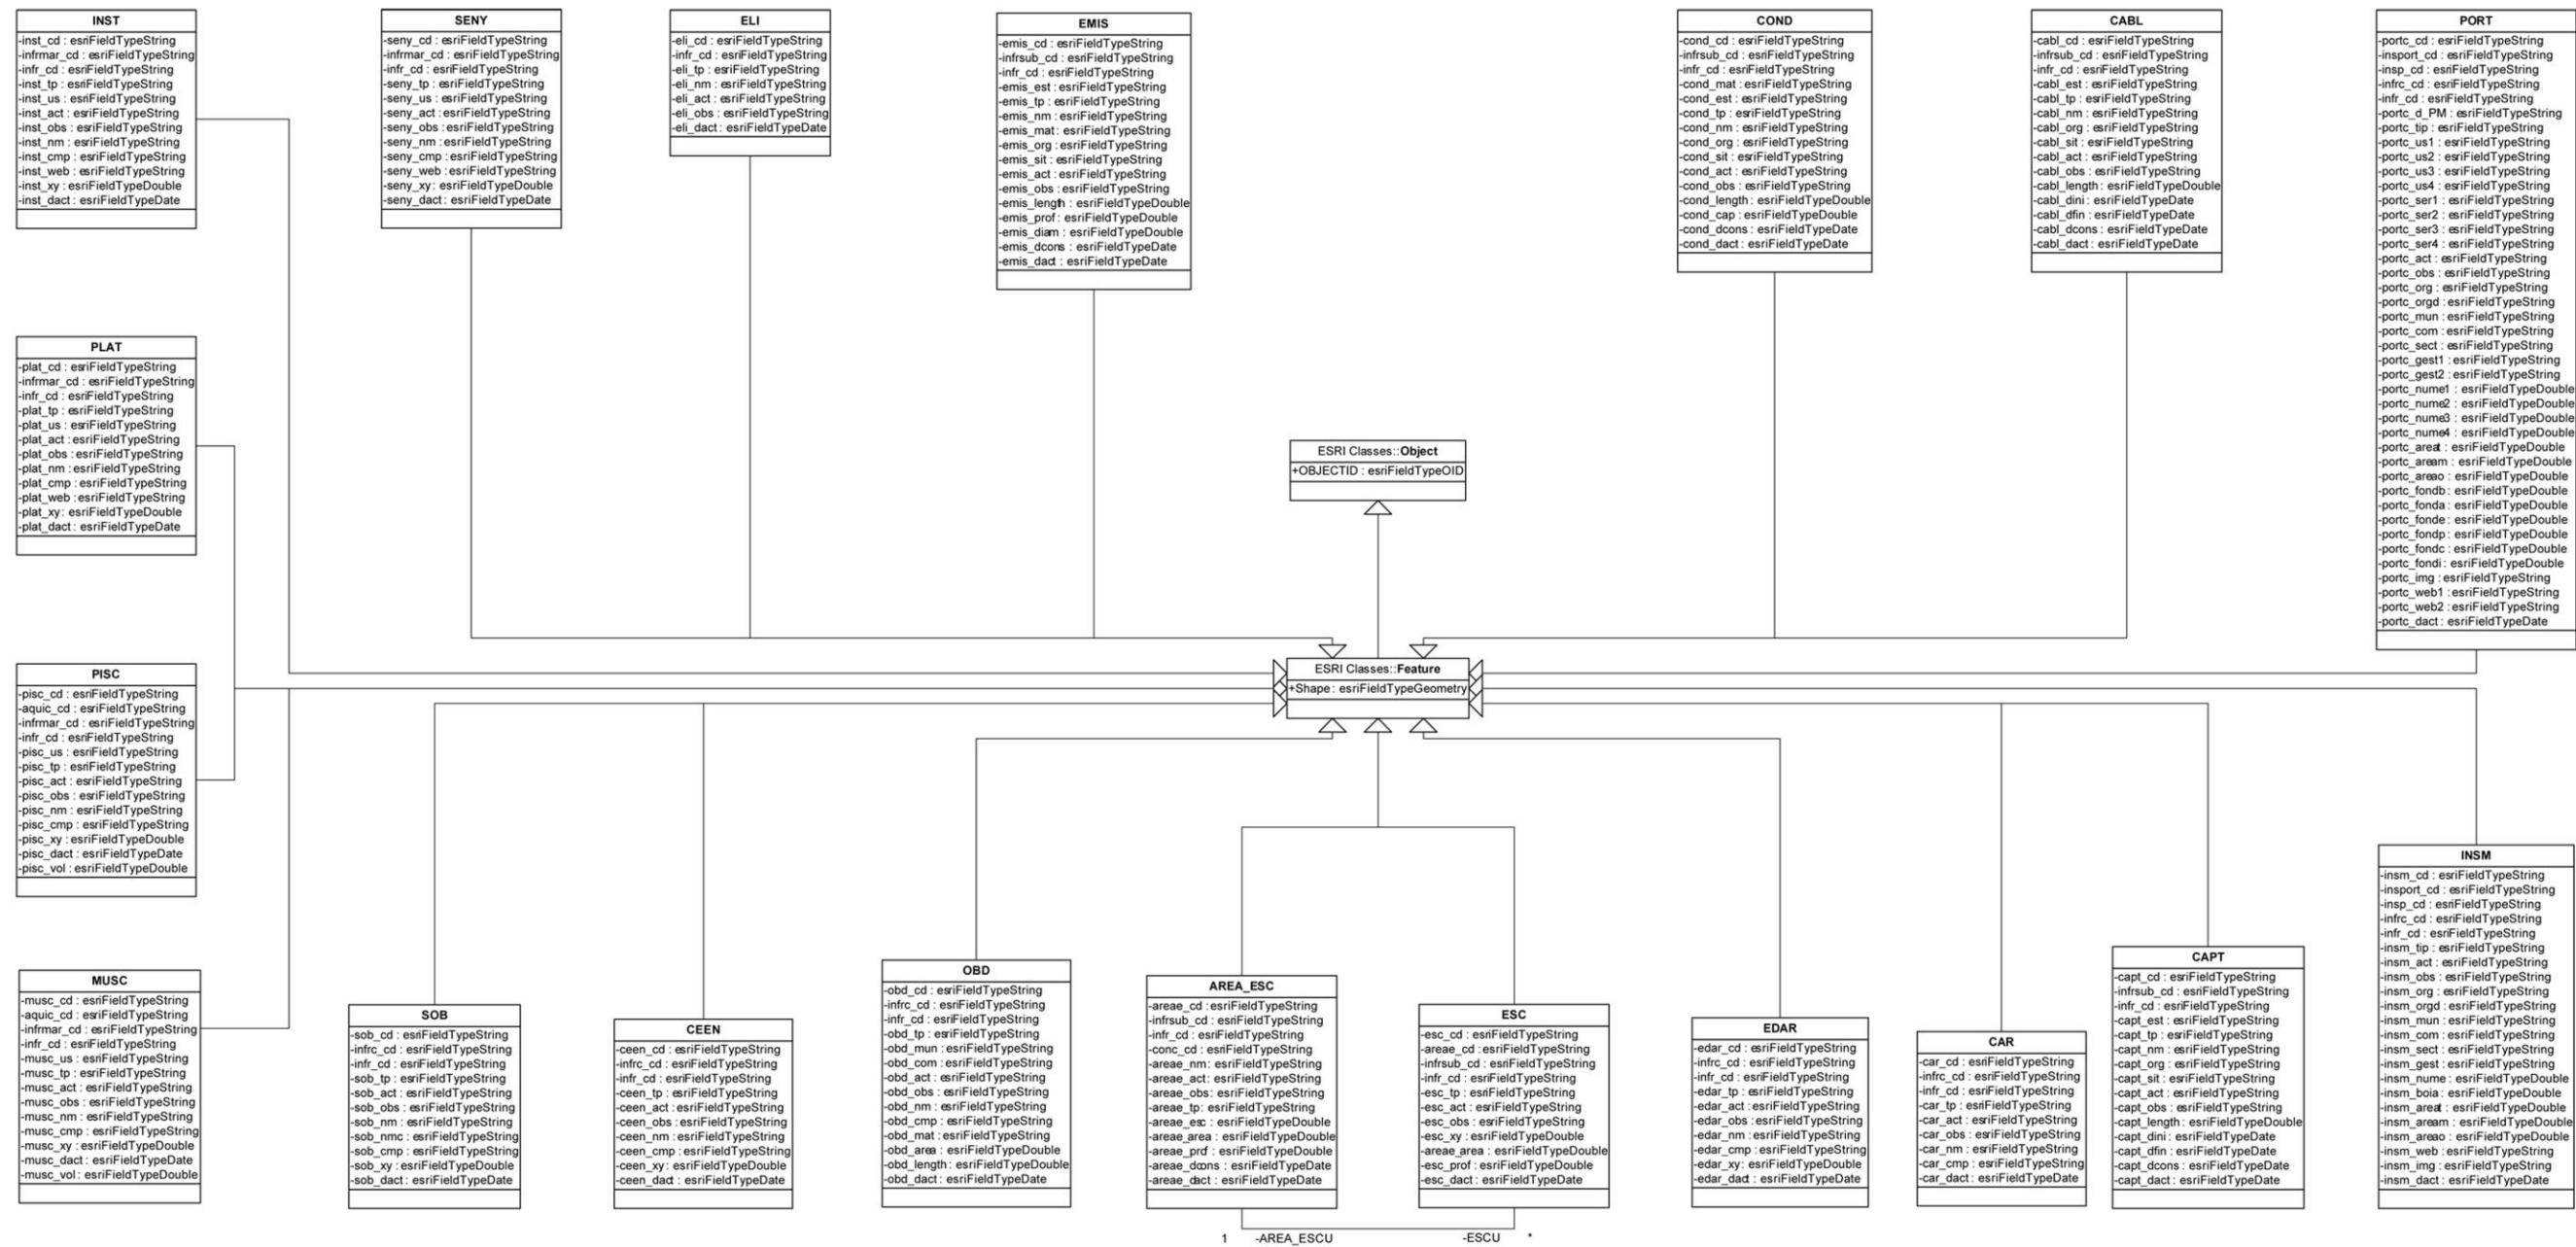 INST
-inst_cd : esriFieldTypeString
-infrmar_cd : esriFieldTypeString
-infr_cd : esriFieldTypeString
-inst_tp : esriFieldTypeString
-inst_us : esriFieldTypeString
-inst_act : esriFieldTypeString
-inst_obs : esriFieldTypeString
-inst_nm : esriFieldTypeString
-inst_cmp : esriFieldTypeString
-inst_web : esriFieldTypeString
-inst_xy : esriFieldTypeDouble
-inst_dact : esriFieldTypeDate
SENY
-seny_cd : esriFieldTypeString
-infrmar_cd : esriFieldTypeString
-infr_cd : esriFieldTypeString
-seny_tp : esriFieldTypeString
-seny_us : esriFieldTypeString
-seny_act : esriFieldTypeString
-seny_obs : esriFieldTypeString
-seny_nm : esriFieldTypeString
-seny_cmp : esriFieldTypeString
-seny_web : esriFieldTypeString
-seny_xy : esriFieldTypeDouble
-seny_dact : esriFieldTypeDate
ELI
-eli_cd : esriFieldTypeString
-infr_cd : esriFieldTypeString
-eli_tp : esriFieldTypeString
-eli_nm : esriFieldTypeString
-eli_act : esriFieldTypeString
-eli_obs : esriFieldTypeString
-eli_dact : esriFieldTypeDate
EMIS
-emis_cd : esriFieldTypeString
-infrsub_cd : esriFieldTypeString
-infr_cd : esriFieldTypeString
-emis_est : esriFieldTypeString
-emis_tp : esriFieldTypeString
-emis_nm : esriFieldTypeString
-emis_mat : esriFieldTypeString
-emis_org : esriFieldTypeString
-emis_sit : esriFieldTypeString
-emis_act : esriFieldTypeString
-emis_obs : esriFieldTypeString
-emis_length : esriFieldTypeDouble
-emis_prof : esriFieldTypeDouble
-emis_diam : esriFieldTypeDouble
-emis_dcons : esriFieldTypeDate
-emis_dact : esriFieldTypeDate
COND
-cond_cd : esriFieldTypeString
-infrsub_cd : esriFieldTypeString
-infr_cd : esriFieldTypeString
-cond_mat : esriFieldTypeString
-cond_est : esriFieldTypeString
-cond_tp : esriFieldTypeString
-cond_nm : esriFieldTypeString
-cond_org : esriFieldTypeString
-cond_sit : esriFieldTypeString
-cond_act : esriFieldTypeString
-cond_obs : esriFieldTypeString
-cond_length : esriFieldTypeDouble
-cond_cap : esriFieldTypeDouble
-cond_dcons : esriFieldTypeDate
-cond_dact : esriFieldTypeDate
CABL
-cabl_cd : esriFieldTypeString
-infrsub_cd : esriFieldTypeString
-infr_cd : esriFieldTypeString
-cabl_est : esriFieldTypeString
-cabl_tp : esriFieldTypeString
-cabl_nm : esriFieldTypeString
-cabl_org : esriFieldTypeString
-cabl_sit : esriFieldTypeString
-cabl_act : esriFieldTypeString
-cabl_obs : esriFieldTypeString
-cabl_length : esriFieldTypeDouble
-cabl_dini : esriFieldTypeDate
-cabl_dfin : esriFieldTypeDate
-cabl_dcons : esriFieldTypeDate
-cabl_dact : esriFieldTypeDate
PORT
-portc_cd : esriFieldTypeString
-insport_cd : esriFieldTypeString
-insp_cd : esriFieldTypeString
-infrc_cd : esriFieldTypeString
-infr_cd : esriFieldTypeString
-portc_d_PM : esriFieldTypeString
-portc_tip : esriFieldTypeString
-portc_us1 : esriFieldTypeString
-portc_us2 : esriFieldTypeString
-portc_us3 : esriFieldTypeString
-portc_us4 : esriFieldTypeString
-portc_ser1 : esriFieldTypeString
-portc_ser2 : esriFieldTypeString
-portc_ser3 : esriFieldTypeString
-portc_ser4 : esriFieldTypeString
-portc_act : esriFieldTypeString
-portc_obs : esriFieldTypeString
-portc_org : esriFieldTypeString
-portc_orgd : esriFieldTypeString
-portc_mun : esriFieldTypeString
-portc_com : esriFieldTypeString
-portc_sect : esriFieldTypeString
-portc_gest1 : esriFieldTypeString
-portc_gest2 : esriFieldTypeString
-portc_nume1 : esriFieldTypeDouble
-portc_nume2 : esriFieldTypeDouble
-portc_nume3 : esriFieldTypeDouble
-portc_nume4 : esriFieldTypeDouble
-portc_areat : esriFieldTypeDouble
-portc_aream : esriFieldTypeDouble
-portc_areao : esriFieldTypeDouble
-portc_fondb : esriFieldTypeDouble
-portc_fonda : esriFieldTypeDouble
-portc_fonde : esriFieldTypeDouble
-portc_fondp : esriFieldTypeDouble
-portc_fondc : esriFieldTypeDouble
-portc_fondi : esriFieldTypeDouble
-portc_img : esriFieldTypeString
-portc_web1 : esriFieldTypeString
-portc_web2 : esriFieldTypeString
-portc_dact : esriFieldTypeDate
PLAT
-plat_cd : esriFieldTypeString
-infrmar_cd : esriFieldTypeString
-infr_cd : esriFieldTypeString
-plat_tp : esriFieldTypeString
-plat_us : esriFieldTypeString
-plat_act : esriFieldTypeString
-plat_obs : esriFieldTypeString
-plat_nm : esriFieldTypeString
-plat_cmp : esriFieldTypeString
-plat_web : esriFieldTypeString
-plat_xy : esriFieldTypeDouble
-plat_dact : esriFieldTypeDate
ESRI Classes::Object
+OBJECTID : esriFieldTypeOID
ESRI Classes::Feature
+Shape : esriFieldTypeGeometry
PISC
-pisc_cd : esriFieldTypeString
-aquic_cd : esriFieldTypeString
-infrmar_cd : esriFieldTypeString
-infr_cd : esriFieldTypeString
-pisc_us : esriFieldTypeString
-pisc_tp : esriFieldTypeString
-pisc_act : esriFieldTypeString
-pisc_obs : esriFieldTypeString
-pisc_nm : esriFieldTypeString
-pisc_cmp : esriFieldTypeString
-pisc_xy : esriFieldTypeDouble
-pisc_dact : esriFieldTypeDate
-pisc_vol : esriFieldTypeDouble
MUSC
-musc_cd : esriFieldTypeString
-aquic_cd : esriFieldTypeString
-infrmar_cd : esriFieldTypeString
-infr_cd : esriFieldTypeString
-musc_us : esriFieldTypeString
-musc_tp : esriFieldTypeString
-musc_act : esriFieldTypeString
-musc_obs : esriFieldTypeString
-musc_nm : esriFieldTypeString
-musc_cmp : esriFieldTypeString
-musc_xy : esriFieldTypeDouble
-musc_dact : esriFieldTypeDate
-musc_vol : esriFieldTypeDouble
SOB
-sob_cd : esriFieldTypeString
-infrc_cd : esriFieldTypeString
-infr_cd : esriFieldTypeString
-sob_tp : esriFieldTypeString
-sob_act : esriFieldTypeString
-sob_obs : esriFieldTypeString
-sob_nm : esriFieldTypeString
-sob_nmc : esriFieldTypeString
-sob_cmp : esriFieldTypeString
-sob_xy : esriFieldTypeDouble
-sob_dact : esriFieldTypeDate
CEEN
-ceen_cd : esriFieldTypeString
-infrc_cd : esriFieldTypeString
-infr_cd : esriFieldTypeString
-ceen_tp : esriFieldTypeString
-ceen_act : esriFieldTypeString
-ceen_obs : esriFieldTypeString
-ceen_nm : esriFieldTypeString
-ceen_cmp : esriFieldTypeString
-ceen_xy : esriFieldTypeDouble
-ceen_dact : esriFieldTypeDate
OBD
-obd_cd : esriFieldTypeString
-infrc_cd : esriFieldTypeString
-infr_cd : esriFieldTypeString
-obd_tp : esriFieldTypeString
-obd_mun : esriFieldTypeString
-obd_com : esriFieldTypeString
-obd_act : esriFieldTypeString
-obd_obs : esriFieldTypeString
-obd_nm : esriFieldTypeString
-obd_cmp : esriFieldTypeString
-obd_mat : esriFieldTypeString
-obd_area : esriFieldTypeDouble
-obd_length : esriFieldTypeDouble
-obd_dact : esriFieldTypeDate
AREA_ESC
-areae_cd : esriFieldTypeString
-infrsub_cd : esriFieldTypeString
-infr_cd : esriFieldTypeString
-conc_cd : esriFieldTypeString
-areae_nm : esriFieldTypeString
-areae_act : esriFieldTypeString
-areae_obs : esriFieldTypeString
-areae_tp : esriFieldTypeString
-areae_esc : esriFieldTypeDouble
-areae_area : esriFieldTypeDouble
-areae_prof : esriFieldTypeDouble
-areae_dcons : esriFieldTypeDate
-areae_dact : esriFieldTypeDate
ESC
-esc_cd : esriFieldTypeString
-areae_cd : esriFieldTypeString
-infrsub_cd : esriFieldTypeString
-infr_cd : esriFieldTypeString
-esc_tp : esriFieldTypeString
-esc_act : esriFieldTypeString
-esc_obs : esriFieldTypeString
-esc_xy : esriFieldTypeDouble
-areae_area : esriFieldTypeDouble
-esc_prof : esriFieldTypeDouble
-esc_dact : esriFieldTypeDate
EDAR
-edar_cd : esriFieldTypeString
-infrc_cd : esriFieldTypeString
-infr_cd : esriFieldTypeString
-edar_tp : esriFieldTypeString
-edar_act : esriFieldTypeString
-edar_obs : esriFieldTypeString
-edar_nm : esriFieldTypeString
-edar_cmp : esriFieldTypeString
-edar_xy : esriFieldTypeDouble
-edar_dact : esriFieldTypeDate
CAR
-car_cd : esriFieldTypeString
-infrc_cd : esriFieldTypeString
-infr_cd : esriFieldTypeString
-car_tp : esriFieldTypeString
-car_act : esriFieldTypeString
-car_obs : esriFieldTypeString
-car_nm : esriFieldTypeString
-car_cmp : esriFieldTypeString
-car_dact : esriFieldTypeDate
CAPT
-capt_cd : esriFieldTypeString
-infrsub_cd : esriFieldTypeString
-infr_cd : esriFieldTypeString
-capt_est : esriFieldTypeString
-capt_tp : esriFieldTypeString
-capt_nm : esriFieldTypeString
-capt_org : esriFieldTypeString
-capt_sit : esriFieldTypeString
-capt_act : esriFieldTypeString
-capt_obs : esriFieldTypeString
-capt_length : esriFieldTypeDouble
-capt_dini : esriFieldTypeDate
-capt_dfin : esriFieldTypeDate
-capt_dcons : esriFieldTypeDate
-capt_dact : esriFieldTypeDate
INSM
-insm_cd : esriFieldTypeString
-insport_cd : esriFieldTypeString
-insp_cd : esriFieldTypeString
-infrc_cd : esriFieldTypeString
-infr_cd : esriFieldTypeString
-insm_tip : esriFieldTypeString
-insm_act : esriFieldTypeString
-insm_obs : esriFieldTypeString
-insm_org : esriFieldTypeString
-insm_orgd : esriFieldTypeString
-insm_mun : esriFieldTypeString
-insm_com : esriFieldTypeString
-insm_sect : esriFieldTypeString
-insm_gest : esriFieldTypeString
-insm_nume : esriFieldTypeDouble
-insm_boia : esriFieldTypeDouble
-insm_areat : esriFieldTypeDouble
-insm_aream : esriFieldTypeDouble
-insm_areao : esriFieldTypeDouble
-insm_web : esriFieldTypeString
-insm_img : esriFieldTypeString
-insm_dact : esriFieldTypeDate
1 -AREA_ESCU -ESCU *